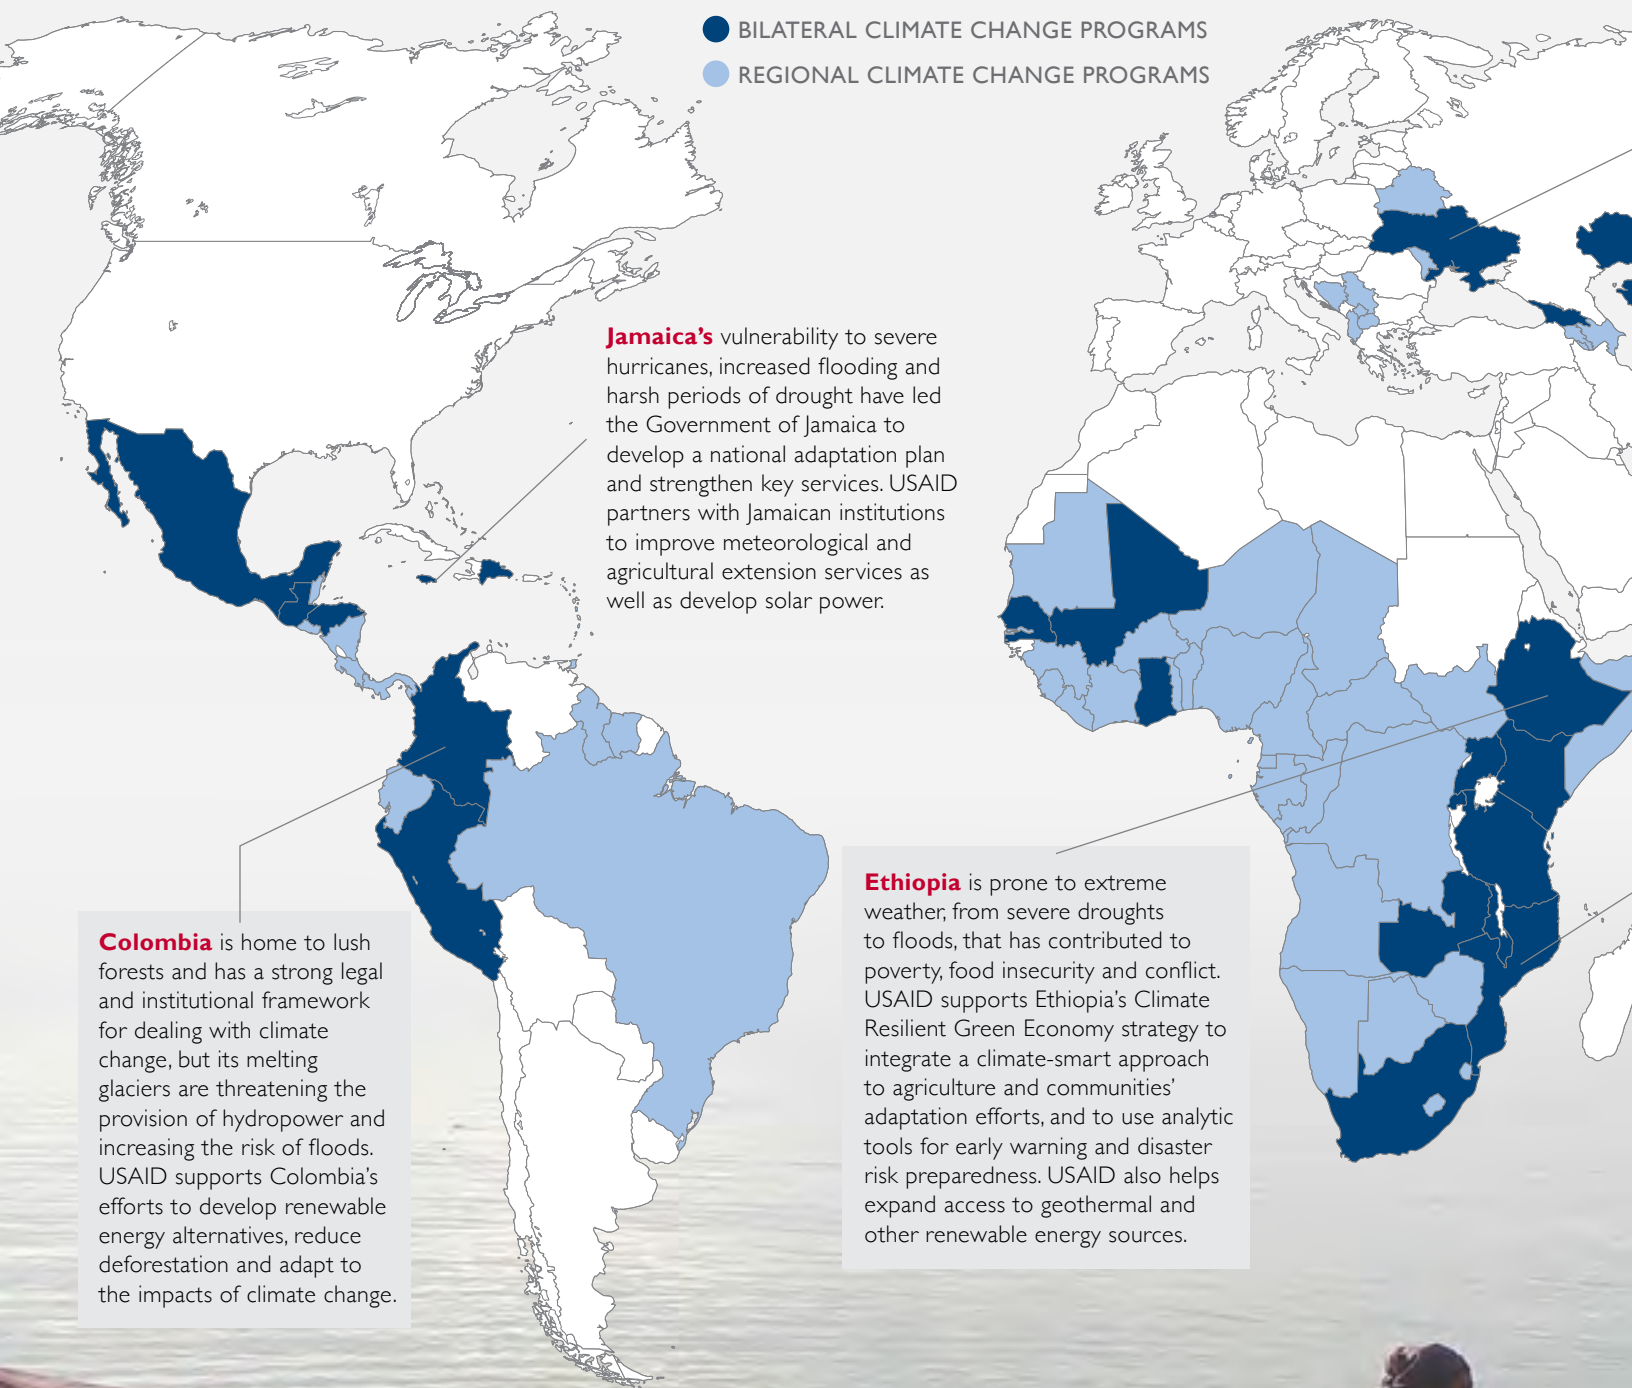 BILATERAL CLIMATE CHANGE PROGRAMS
REGIONAL CLIMATE CHANGE PROGRAMS
Jamaica's vulnerability to severe
hurricanes, increased flooding and
harsh periods of drought have led
the Government of Jamaica to
develop a national adaptation plan
and strengthen key services. USAID
partners with Jamaican institutions
to improve meteorological and
agricultural extension services as
well as develop solar power.
Colombia is home to lush
forests and has a strong legal
and institutional framework
for dealing with climate
change, but its melting
glaciers are threatening the
provision of hydropower and
increasing the risk of floods.
USAID supports Colombia's
efforts to develop renewable
energy alternatives, reduce
deforestation and adapt to
the impacts of climate change.
Ethiopia is prone to extreme
weather, from severe droughts
to floods, that has contributed to
poverty, food insecurity and conflict.
USAID supports Ethiopia's Climate
Resilient Green Economy strategy to
integrate a climate-smart approach
to agriculture and communities'
adaptation efforts, and to use analytic
tools for early warning and disaster
risk preparedness. USAID also helps
expand access to geothermal and
other renewable energy sources.